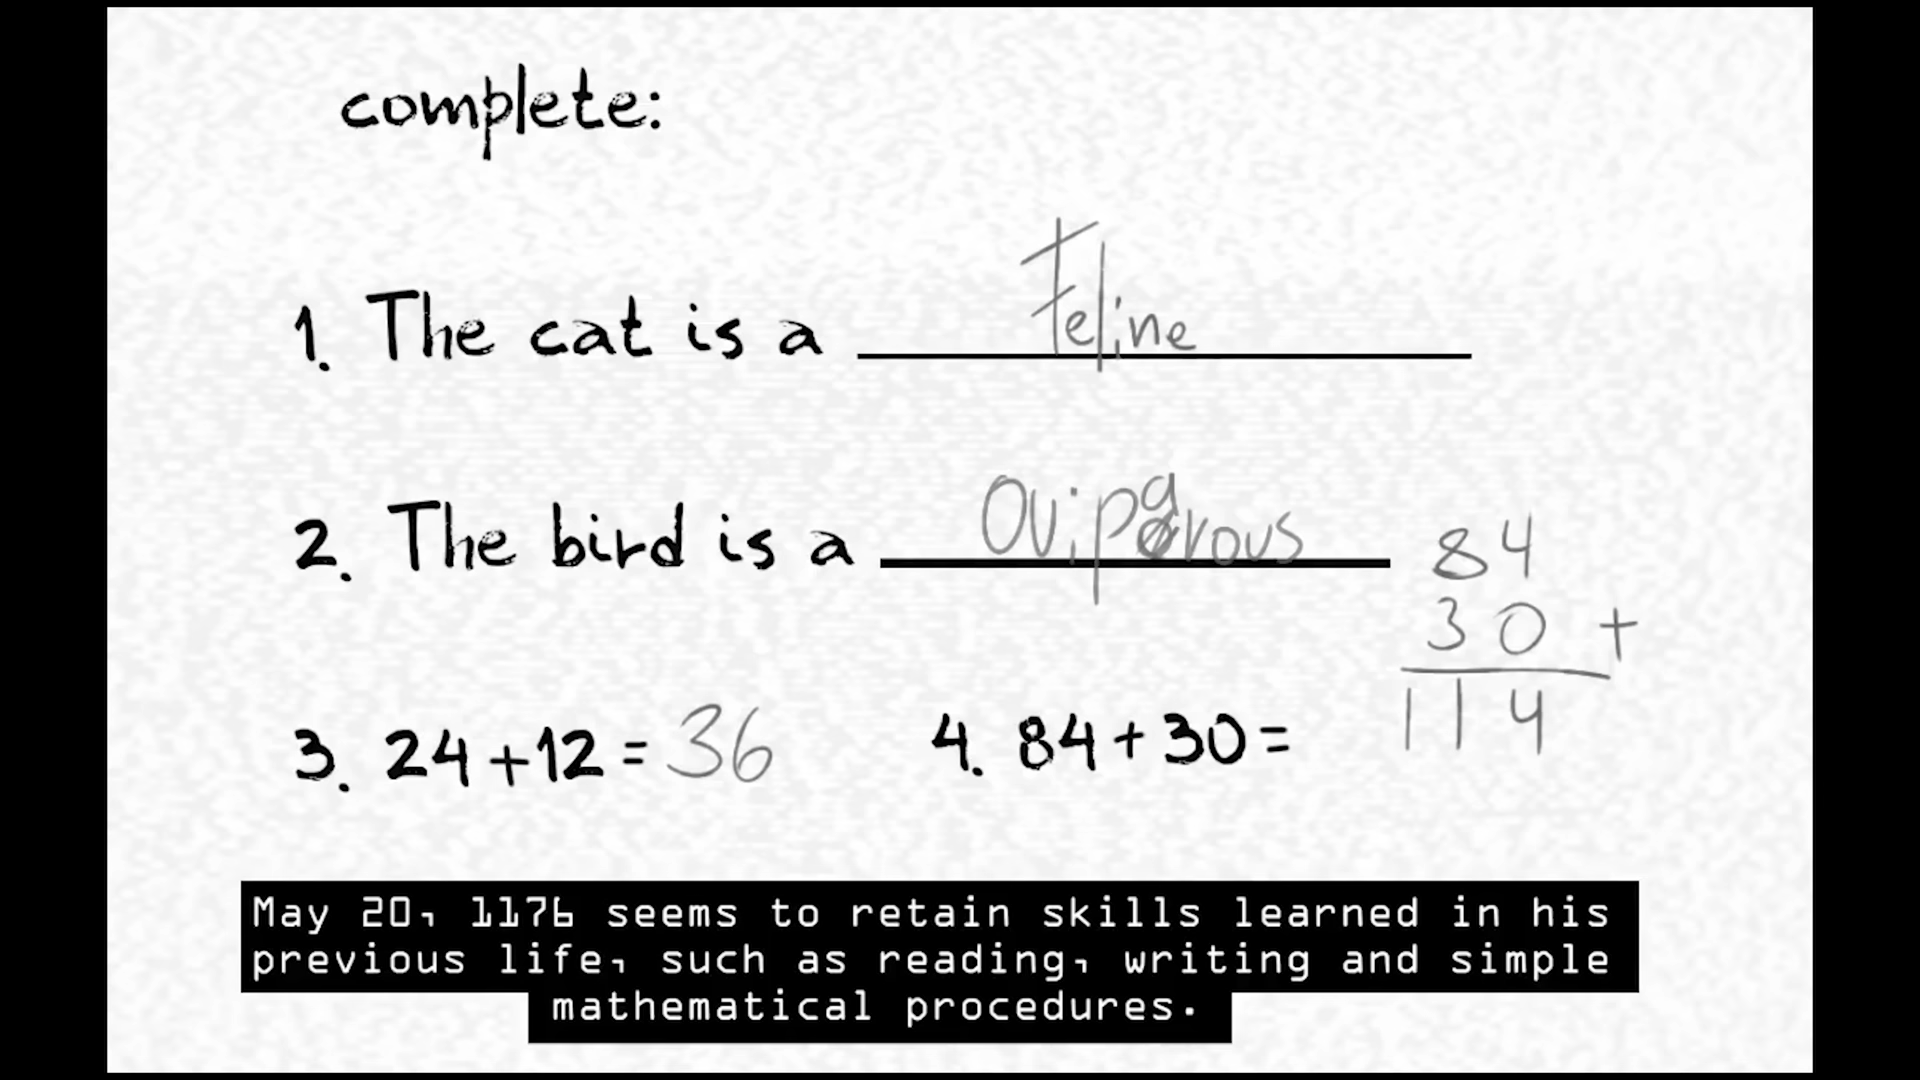 complete:
1. The cat is a Feline
2. The bird is a Oviparous
84
30 +
114
3. 24+12= 36
4. 84+30=
May 20, 1176 seems to retain skills learned in his
previous life, such as reading, writing and simple
mathematical procedures.